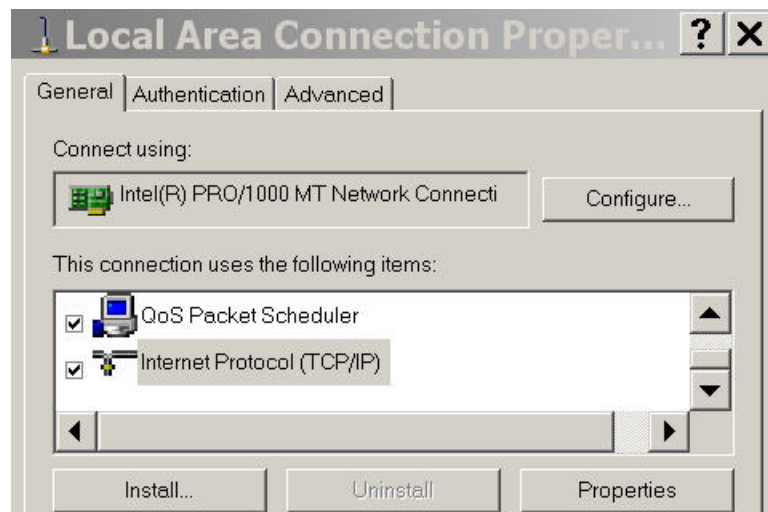 Local Area Connection Proper... ?
General Authentication Advanced
Connect using:
Intel(R) PRO/1000 MT Network Connecti Configure...
This connection uses the following items:
QoS Packet Scheduler
Internet Protocol (TCP/IP)
Install... Uninstall Properties